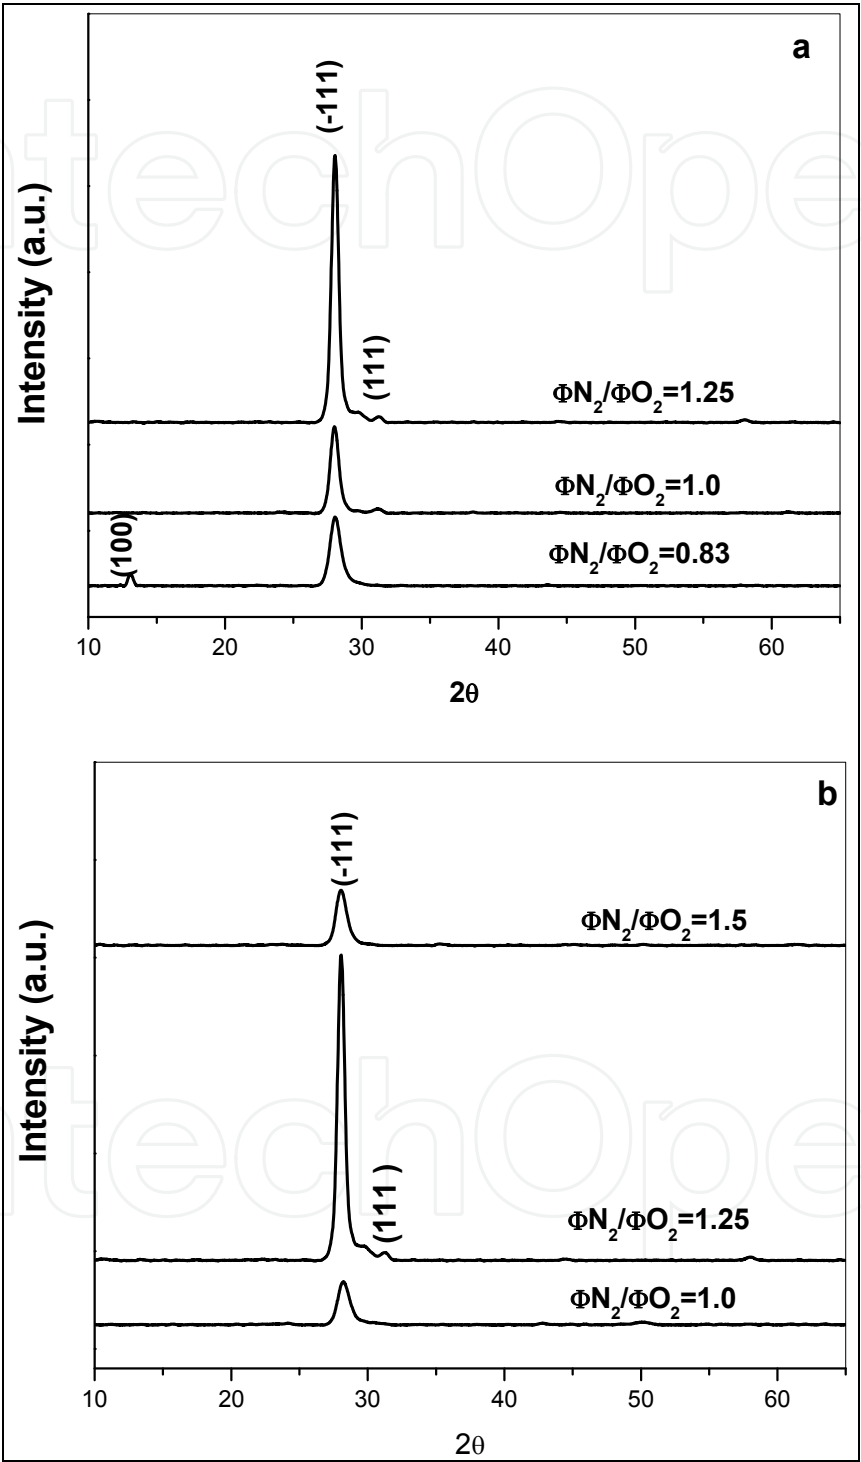 a
(-111)
(111)
Intensity (a.u.)
ΦN2/ΦO2=1.25
ΦN2/ΦO2=1.0
(100)
ΦN2/ΦO2=0.83
10 20 30 40 50 60
2θ
b
(-111)
ΦN2/ΦO2=1.5
Intensity (a.u.)
(111 )
ΦN2/ΦO2=1.25
ΦN2/ΦO2=1.0
10 20 30 40 50 60
2θ
ntechOpe
ntechOpe